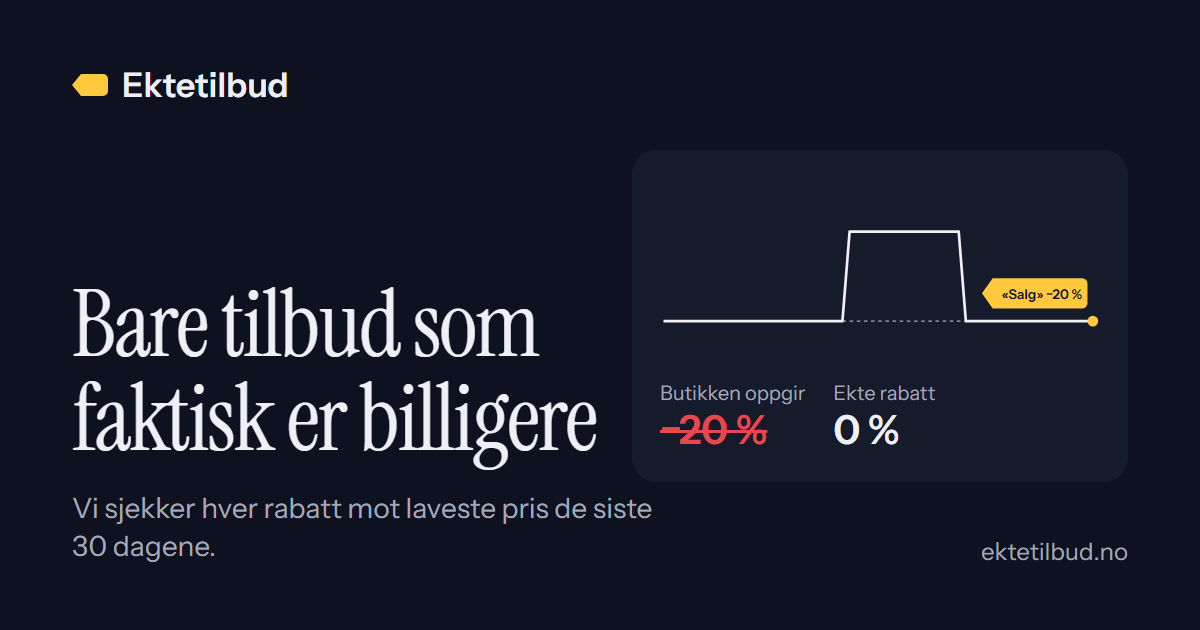 Ektetilbud
Bare tilbud som
faktisk er billigere
Vi sjekker hver rabatt mot laveste pris de siste
30 dagene.
«Salg» −20 %
Butikken oppgir
−20 %
Ekte rabatt
0 %
ektetilbud.no